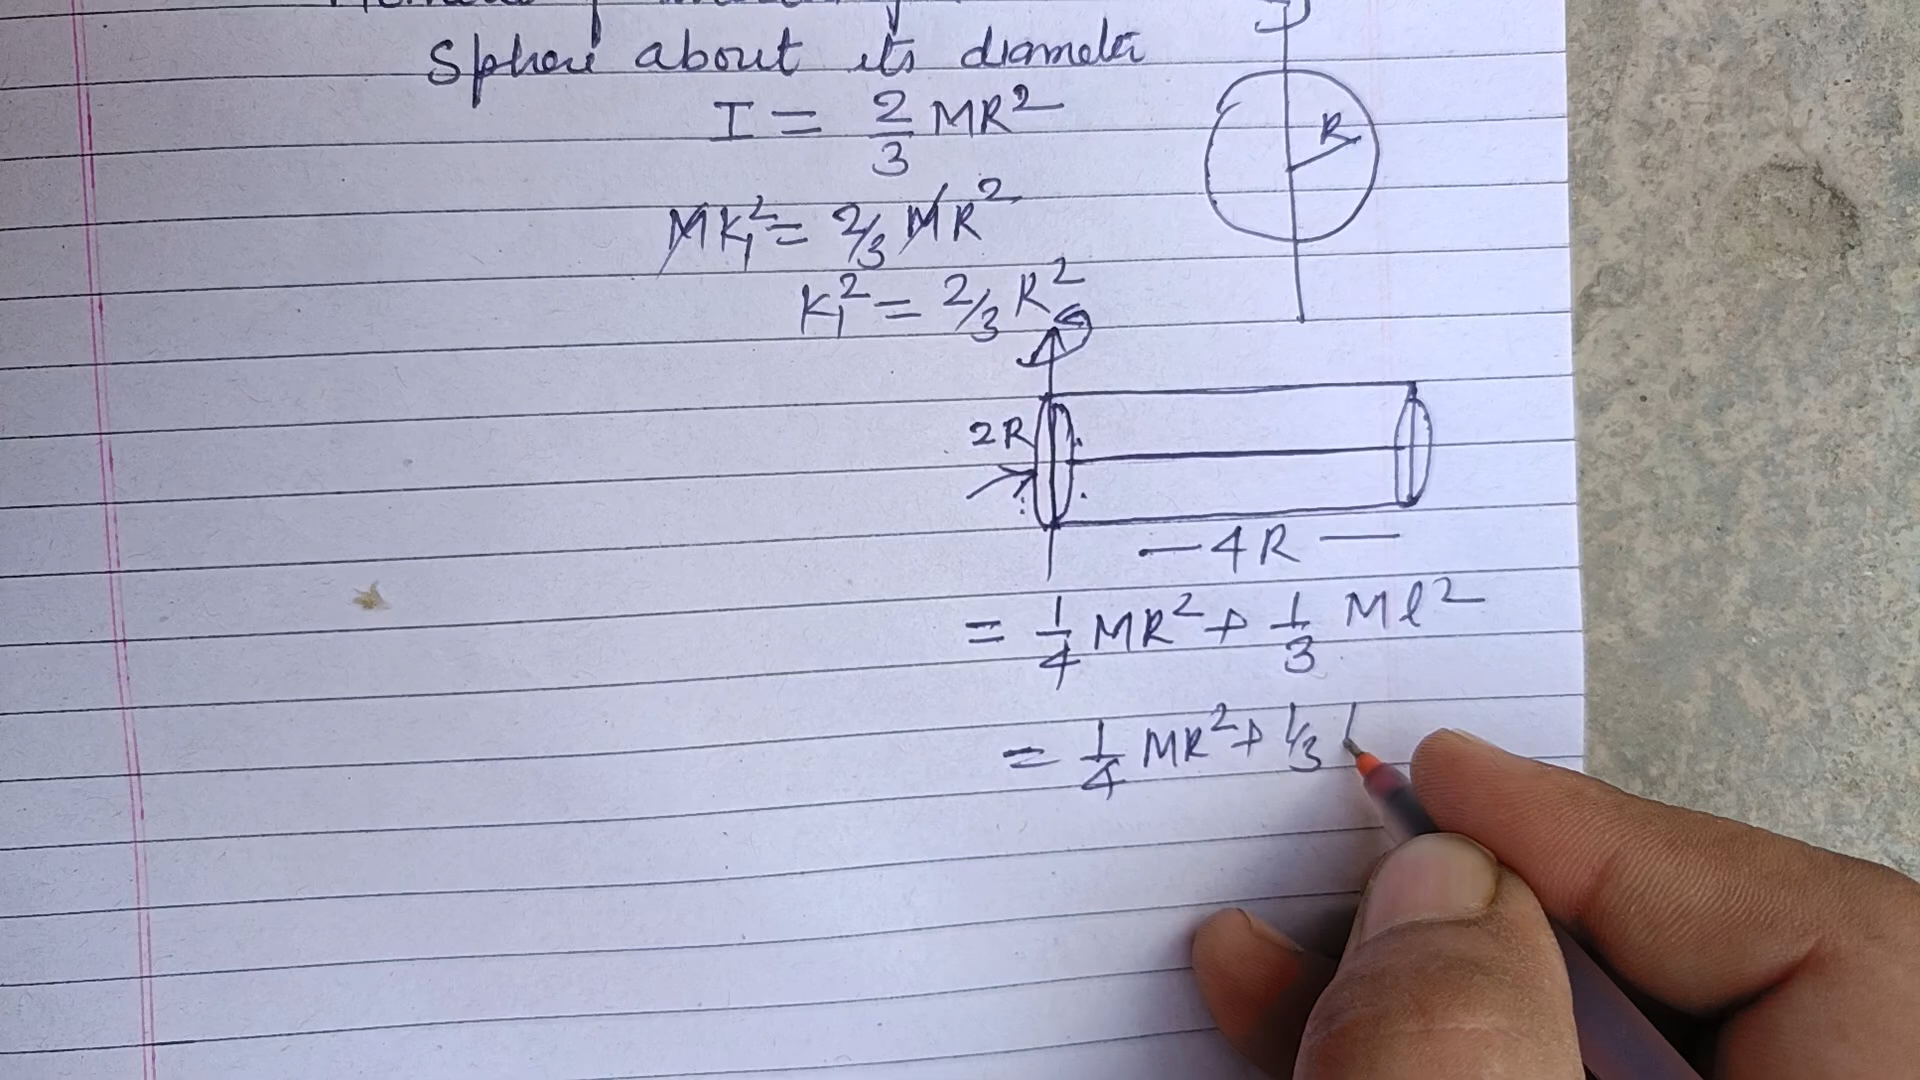 Sphere about its diameter
I = 2/3 MR²
R
MK₁² = 2/3 MR²
K₁² = 2/3 R²
2R
— 4R —
= 1/4 MR² + 1/3 Ml²
= 1/4 MR² + 1/3